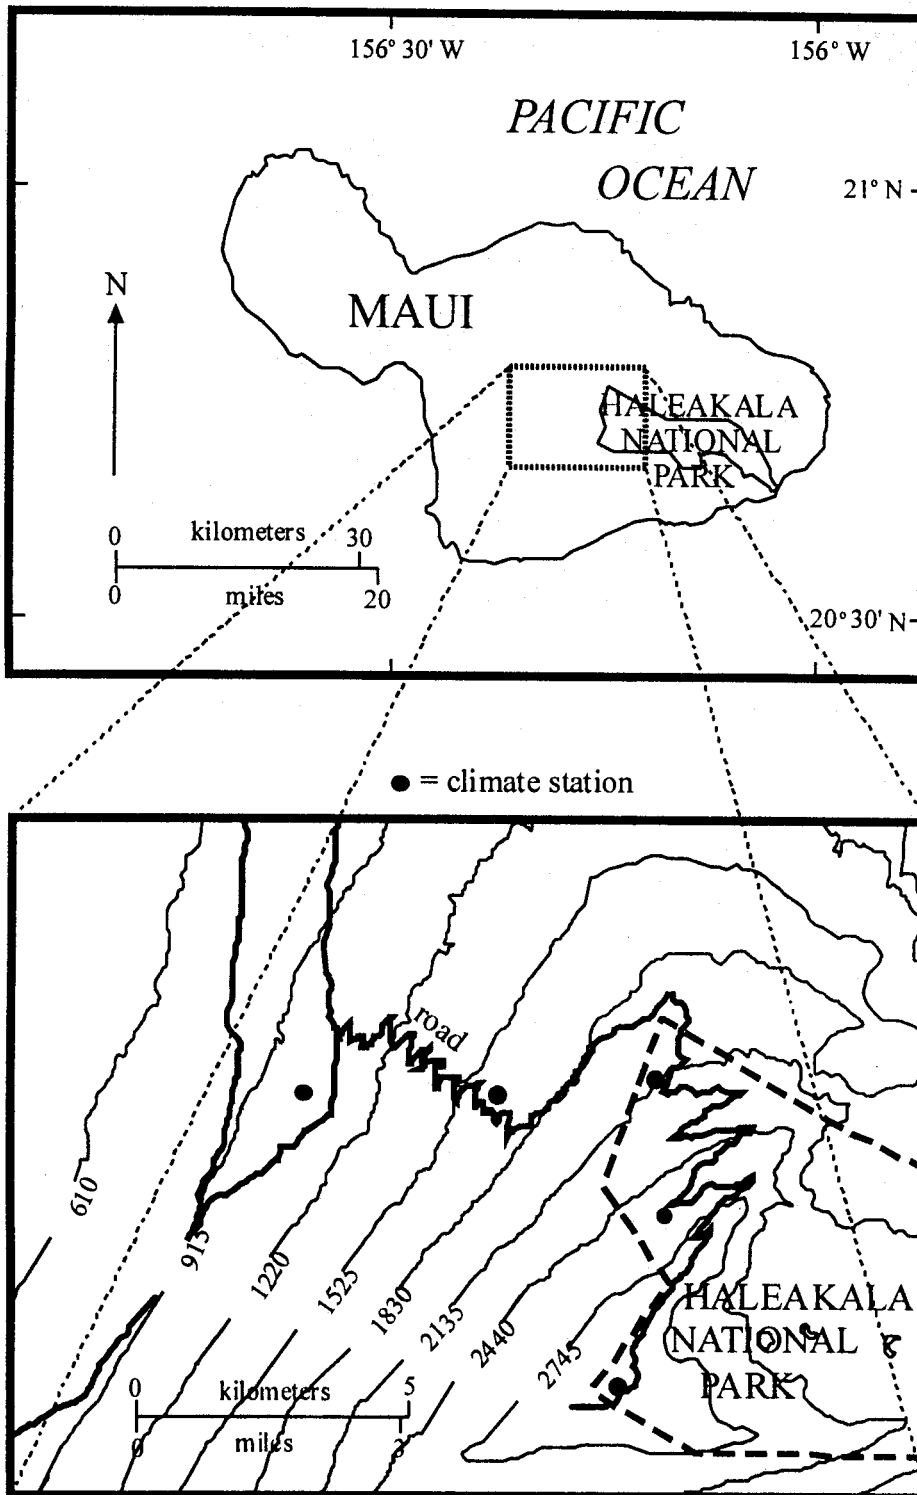 156° 30' W
156° W
PACIFIC
OCEAN
21° N
N
MAUI
HALEAKALA
NATIONAL
PARK
0 kilometers 30
0 miles 20
20° 30' N
● = climate station
road
610
915
1220
1525
1830
2135
2440
2745
HALEAKALA
NATIONAL
PARK
0 kilometers 5
0 miles 3